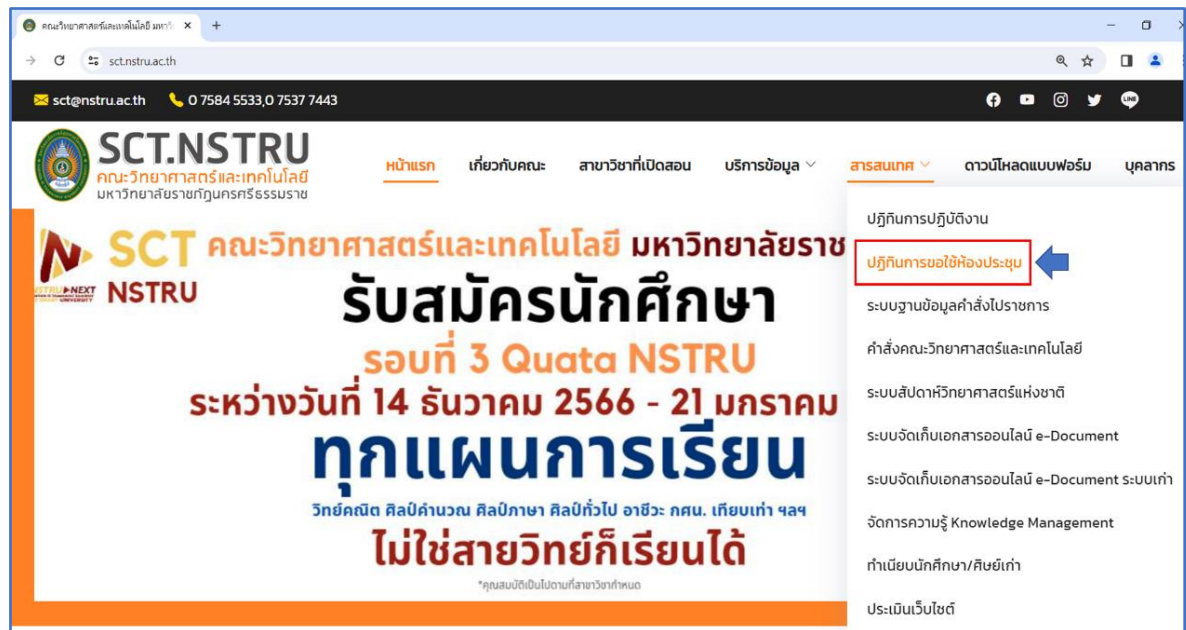 คณะวิทยาศาสตร์และเทคโนโลยี มหาวิ
sct.nstru.ac.th
sct@nstru.ac.th 0 7584 5533,0 7537 7443
LINE
SCT.NSTRU
คณะวิทยาศาสตร์และเทคโนโลยี
มหาวิทยาลัยราชภัฏนครศรีธรรมราช
หน้าแรก เกี่ยวกับคณะ สาขาวิชาที่เปิดสอน บริการข้อมูล สารสนเทศ ดาวน์โหลดแบบฟอร์ม บุคลากร
ปฏิทินการปฏิบัติงาน
ปฏิทินการขอใช้ห้องประชุม
ระบบฐานข้อมูลคำสั่งไปราชการ
คำสั่งคณะวิทยาศาสตร์และเทคโนโลยี
ระบบสัปดาห์วิทยาศาสตร์แห่งชาติ
ระบบจัดเก็บเอกสารออนไลน์ e-Document
ระบบจัดเก็บเอกสารออนไลน์ e-Document ระบบเก่า
จัดการความรู้ Knowledge Management
ทำเนียบนักศึกษา/ศิษย์เก่า
ประเมินเว็บไซต์
SCT คณะวิทยาศาสตร์และเทคโนโลยี มหาวิทยาลัยราช
NSTRU
รับสมัครนักศึกษา
รอบที่ 3 Quata NSTRU
ระหว่างวันที่ 14 ธันวาคม 2566 - 21 มกราคม
ทุกแผนการเรียน
วิทย์คณิต ศิลป์คำนวณ ศิลป์ภาษา ศิลป์ทั่วไป อาชีวะ กศน. เทียบเท่า ฯลฯ
ไม่ใช่สายวิทย์ก็เรียนได้
*คุณสมบัติเป็นไปตามที่สาขาวิชากำหนด